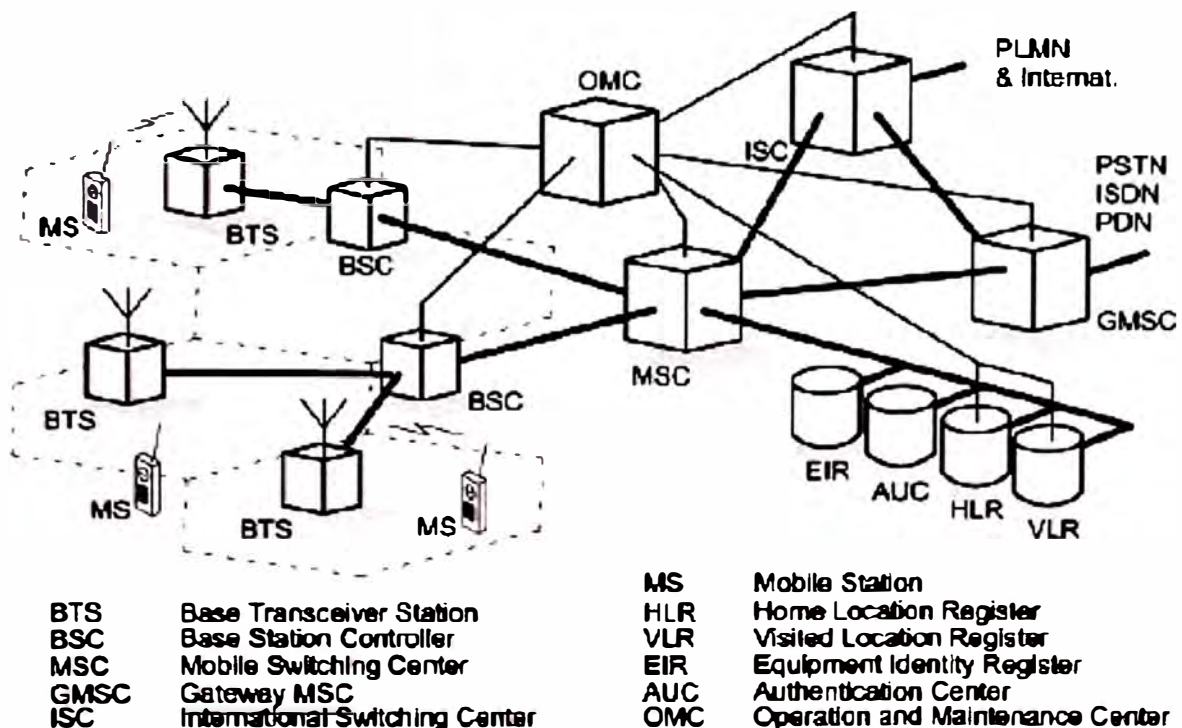 PLMN
& Internat.
OMC
ISC
PSTN
ISDN
PDN
MS
BTS
BSC
GMSC
MSC
BTS
BSC
EIR
AUC
HLR
VLR
MS
BTS
MS
MS Mobile Station
BTS Base Transceiver Station
HLR Home Location Register
BSC Base Station Controller
VLR Visited Location Register
MSC Mobile Switching Center
EIR Equipment Identity Register
GMSC Gateway MSC
AUC Authentication Center
ISC International Switching Center
OMC Operation and Maintenance Center